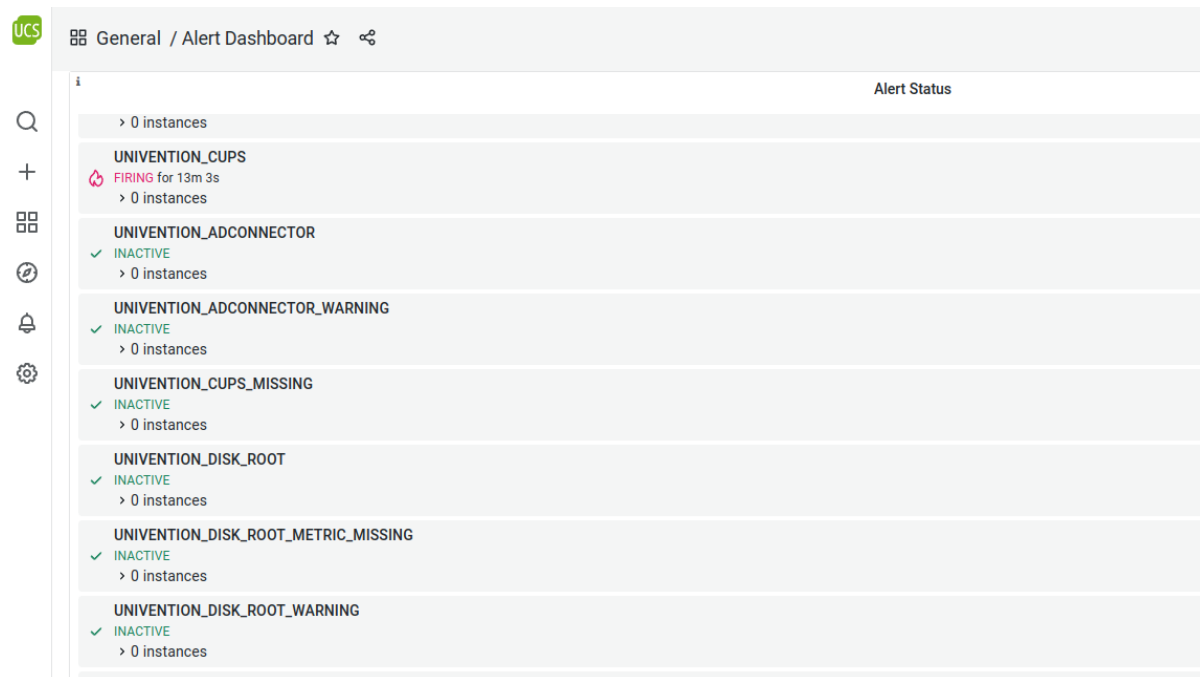 UCS
General / Alert Dashboard
i
Alert Status
> 0 instances
UNIVENTION_CUPS
FIRING for 13m 3s
> 0 instances
UNIVENTION_ADCONNECTOR
INACTIVE
> 0 instances
UNIVENTION_ADCONNECTOR_WARNING
INACTIVE
> 0 instances
UNIVENTION_CUPS_MISSING
INACTIVE
> 0 instances
UNIVENTION_DISK_ROOT
INACTIVE
> 0 instances
UNIVENTION_DISK_ROOT_METRIC_MISSING
INACTIVE
> 0 instances
UNIVENTION_DISK_ROOT_WARNING
INACTIVE
> 0 instances